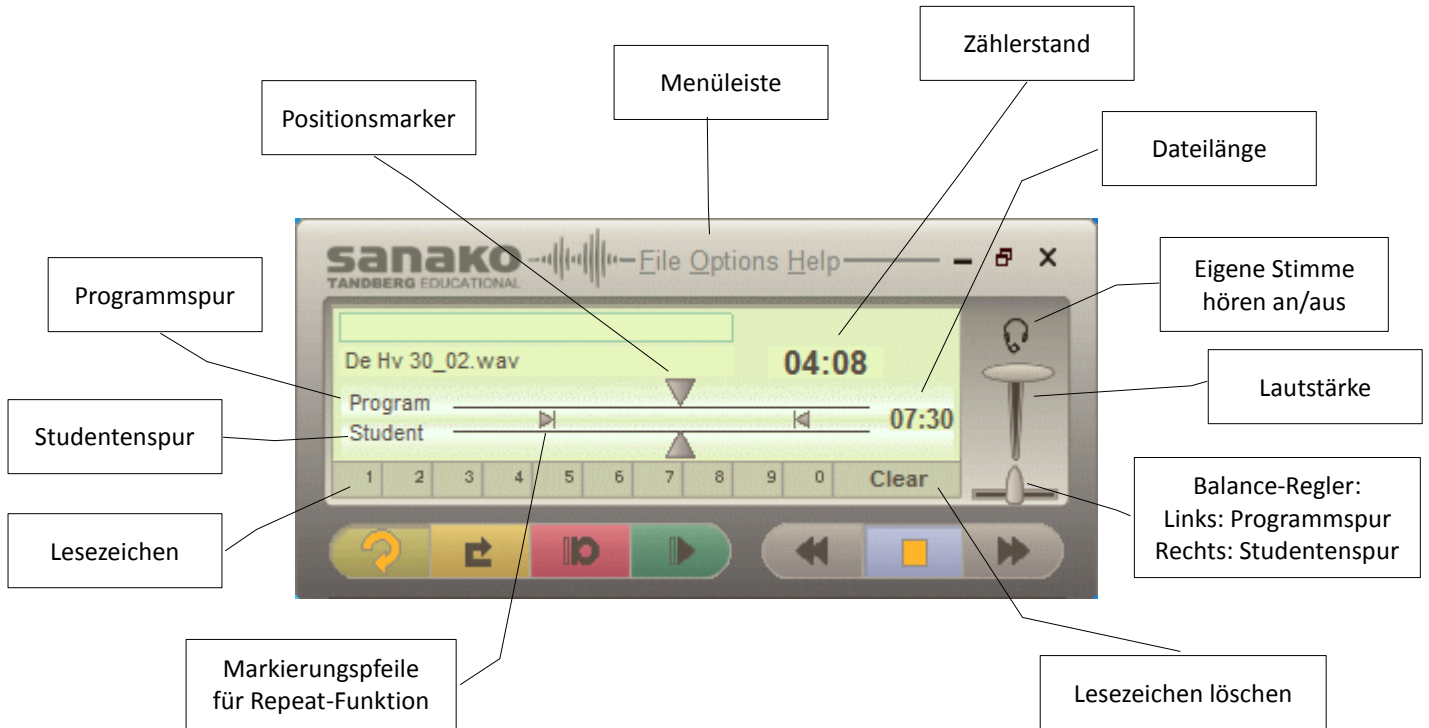 Zählerstand
Menüleiste
Positionsmarker
Dateilänge
Programmspur
Eigene Stimme
hören an/aus
Studentenspur
Lautstärke
Lesezeichen
Balance-Regler:
Links: Programmspur
Rechts: Studentenspur
Markierungspfeile
für Repeat-Funktion
Lesezeichen löschen
sanako
TANDBERG EDUCATIONAL
File Options Help
De Hv 30_02.wav
04:08
Program
07:30
Student
1 2 3 4 5 6 7 8 9 0 Clear